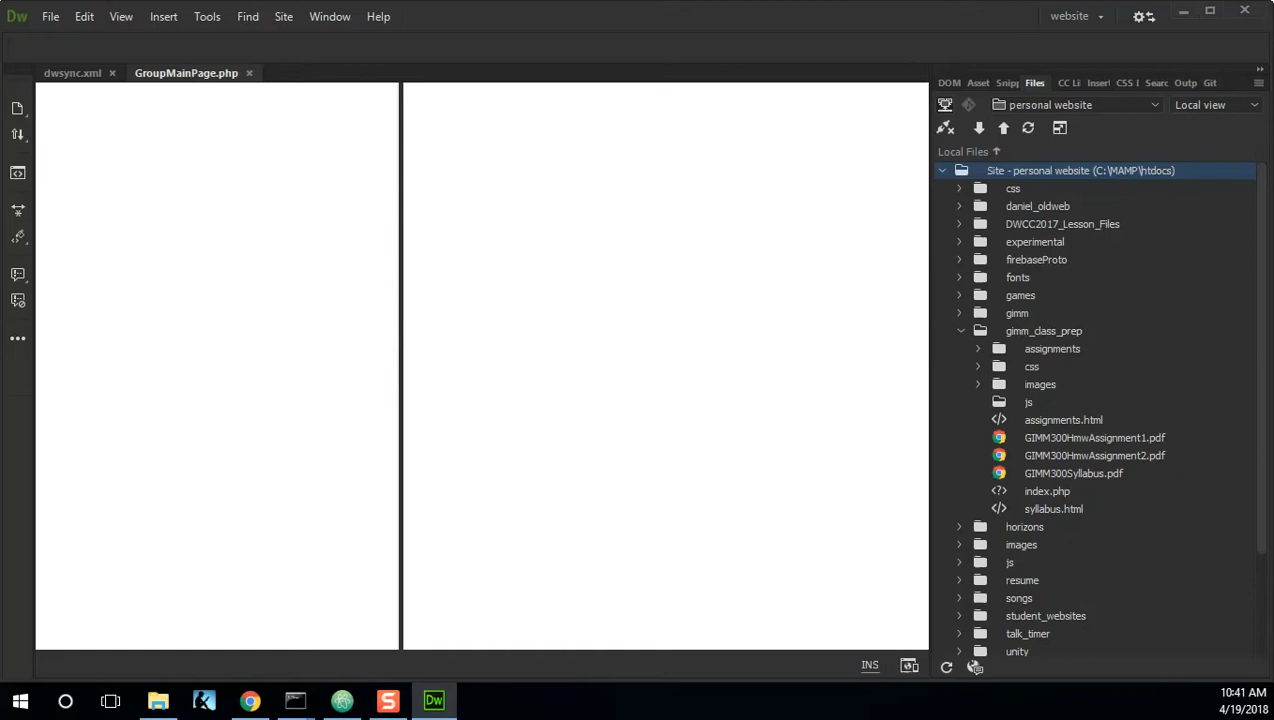 Dw File Edit View Insert Tools Find Site Window Help website
dwsync.xml GroupMainPage.php
DOM Asset Snipp Files CC Li Insert CSS Searc Outp Git
personal website Local view
Local Files
Site - personal website (C:\MAMP\htdocs)
css
daniel_oldweb
DWCC2017_Lesson_Files
experimental
firebaseProto
fonts
games
gimm
gimm_class_prep
assignments
css
images
js
assignments.html
GIMM300HmwAssignment1.pdf
GIMM300HmwAssignment2.pdf
GIMM300Syllabus.pdf
index.php
syllabus.html
horizons
images
js
resume
songs
student_websites
talk_timer
unity
INS
Dw
10:41 AM
4/19/2018